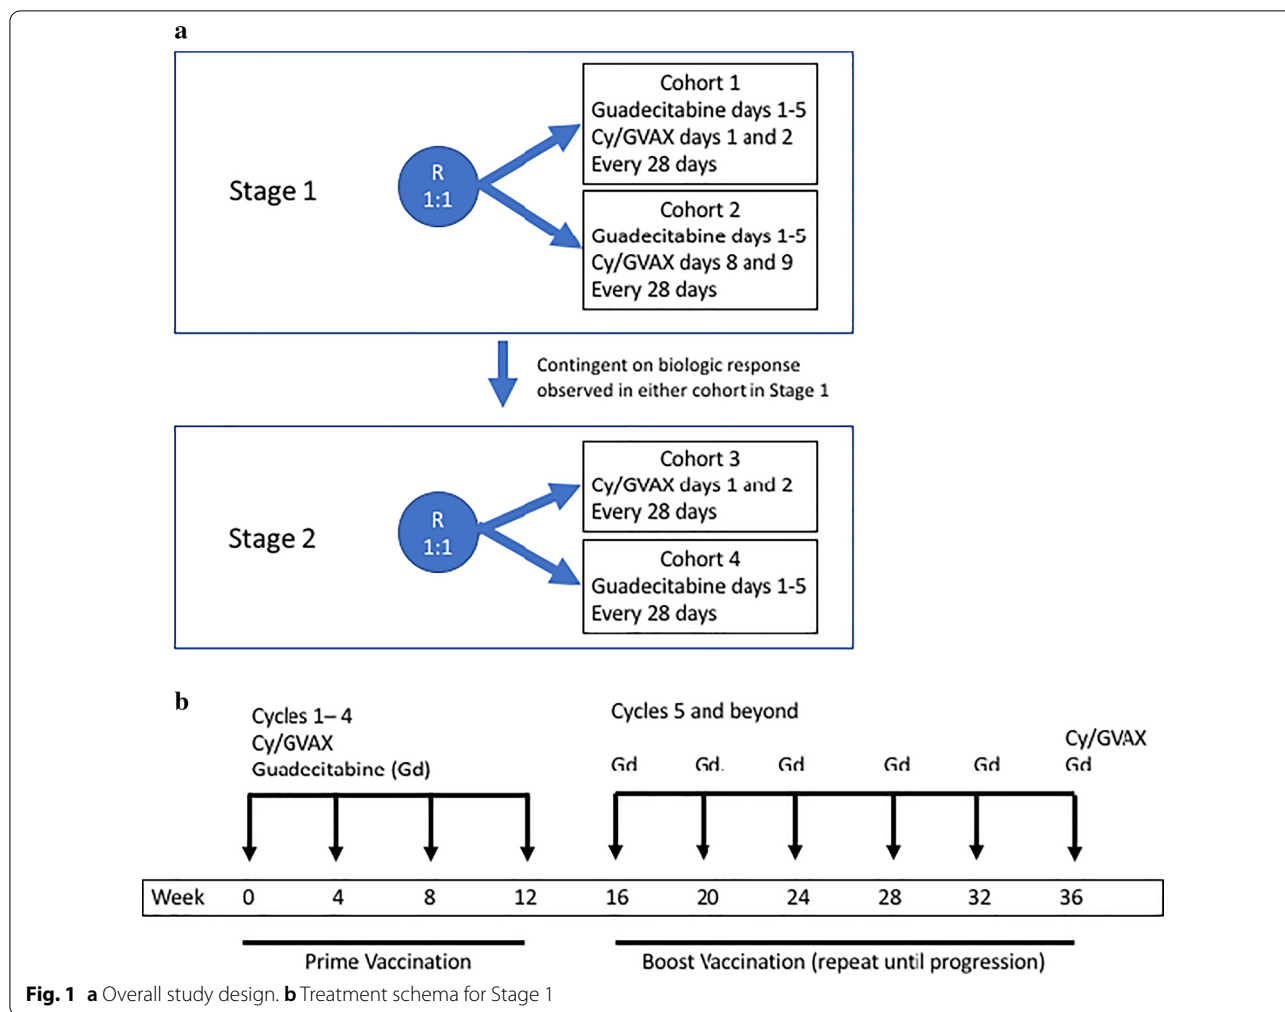 a
Stage 1
R
1:1
Cohort 1
Guadecitabine days 1-5
Cy/GVAX days 1 and 2
Every 28 days
Cohort 2
Guadecitabine days 1-5
Cy/GVAX days 8 and 9
Every 28 days
Contingent on biologic response
observed in either cohort in Stage 1
Stage 2
R
1:1
Cohort 3
Cy/GVAX days 1 and 2
Every 28 days
Cohort 4
Guadecitabine days 1-5
Every 28 days
b
Cycles 1– 4
Cy/GVAX
Guadecitabine (Gd)
Cycles 5 and beyond
Cy/GVAX
Gd Gd. Gd Gd Gd Gd
Week 0 4 8 12 16 20 24 28 32 36
Prime Vaccination
Boost Vaccination (repeat until progression)
Fig. 1 a Overall study design. b Treatment schema for Stage 1